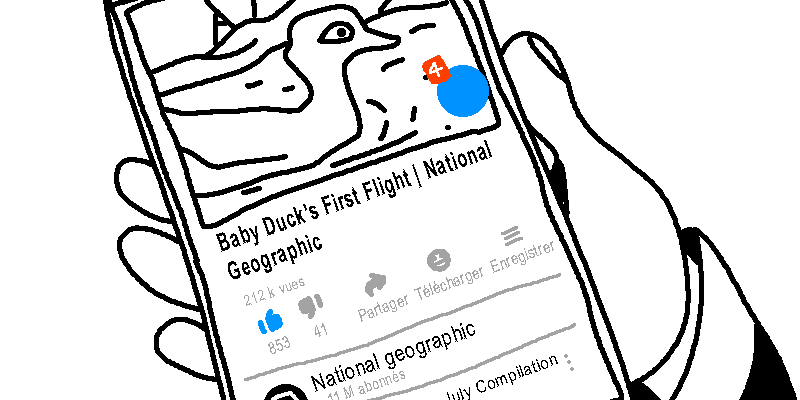 4
Baby Duck's First Flight | National
Geographic
212 k vues
853 41 Partager Télécharger Enregistrer
National geographic
11 M abonnés
July Compilation